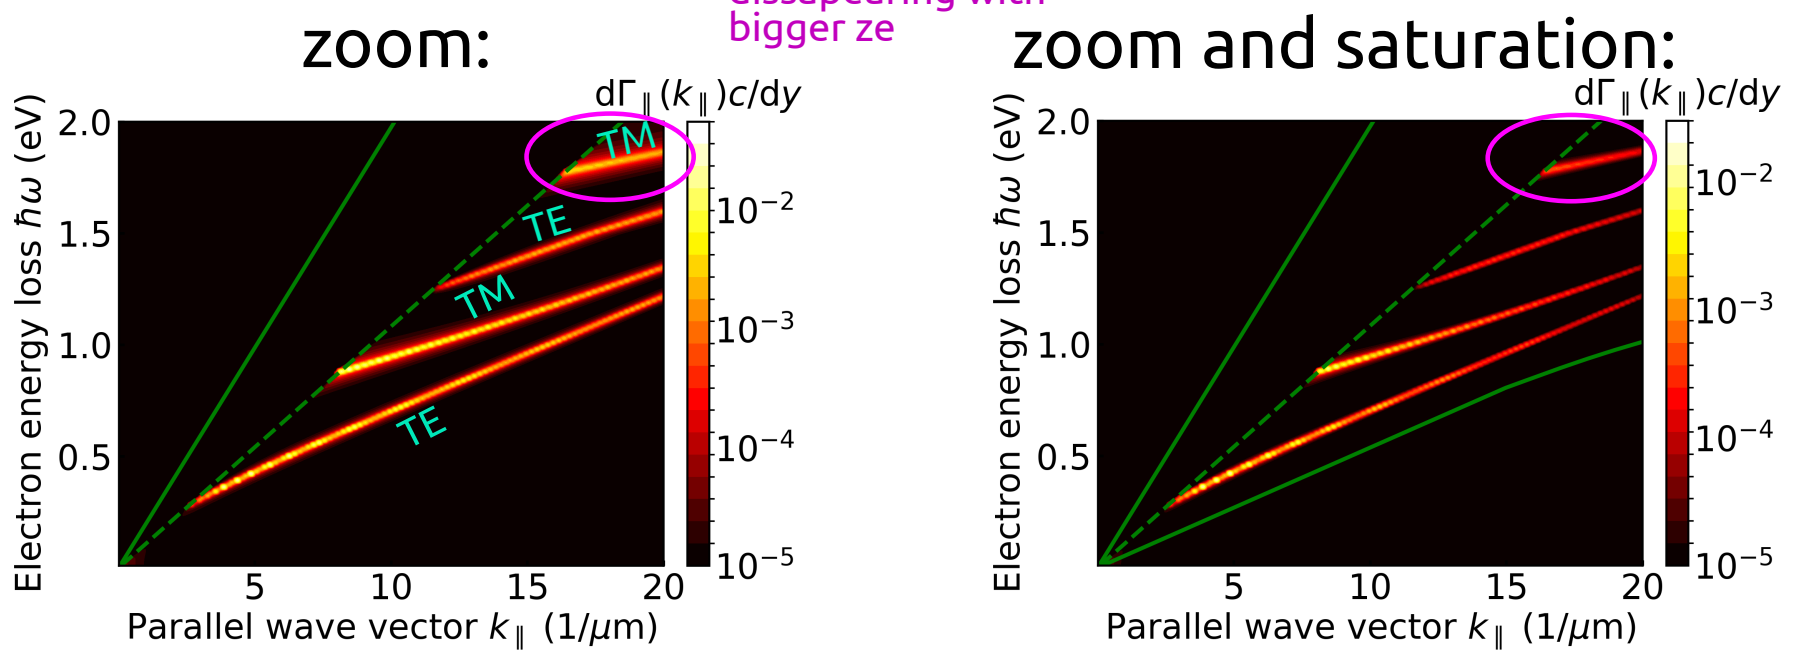 bigger ze
zoom:
zoom and saturation:
dΓ∥(k∥)c/dy
Electron energy loss ℏω (eV)
2.0
1.5
1.0
0.5
TM
TE
TM
TE
10⁻²
10⁻³
10⁻⁴
10⁻⁵
5
10
15
20
Parallel wave vector k∥ (1/μm)
dΓ∥(k∥)c/dy
Electron energy loss ℏω (eV)
2.0
1.5
1.0
0.5
10⁻²
10⁻³
10⁻⁴
10⁻⁵
5
10
15
20
Parallel wave vector k∥ (1/μm)